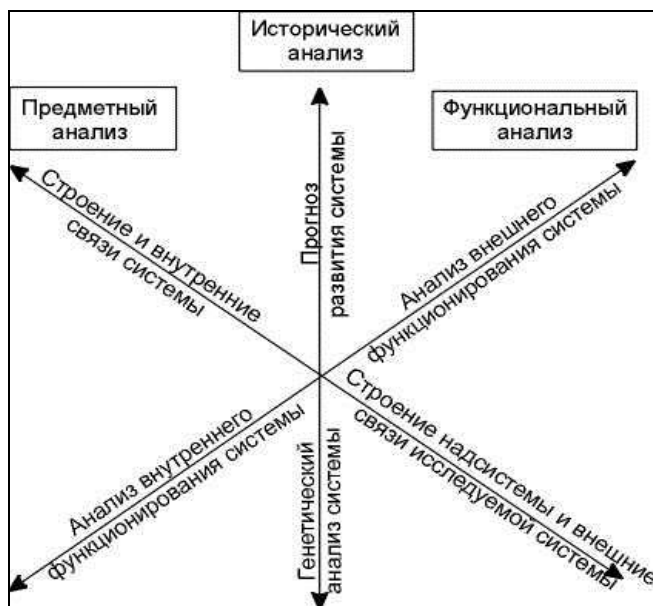 Исторический
анализ
Предметный
анализ
Функциональный
анализ
Строение и внутренние
связи системы
Прогноз
развития системы
Анализ внешнего
функционирования системы
Анализ внутреннего
функционирования системы
Генетический
анализ системы
Строение надсистемы и внешние
связи исследуемой системы